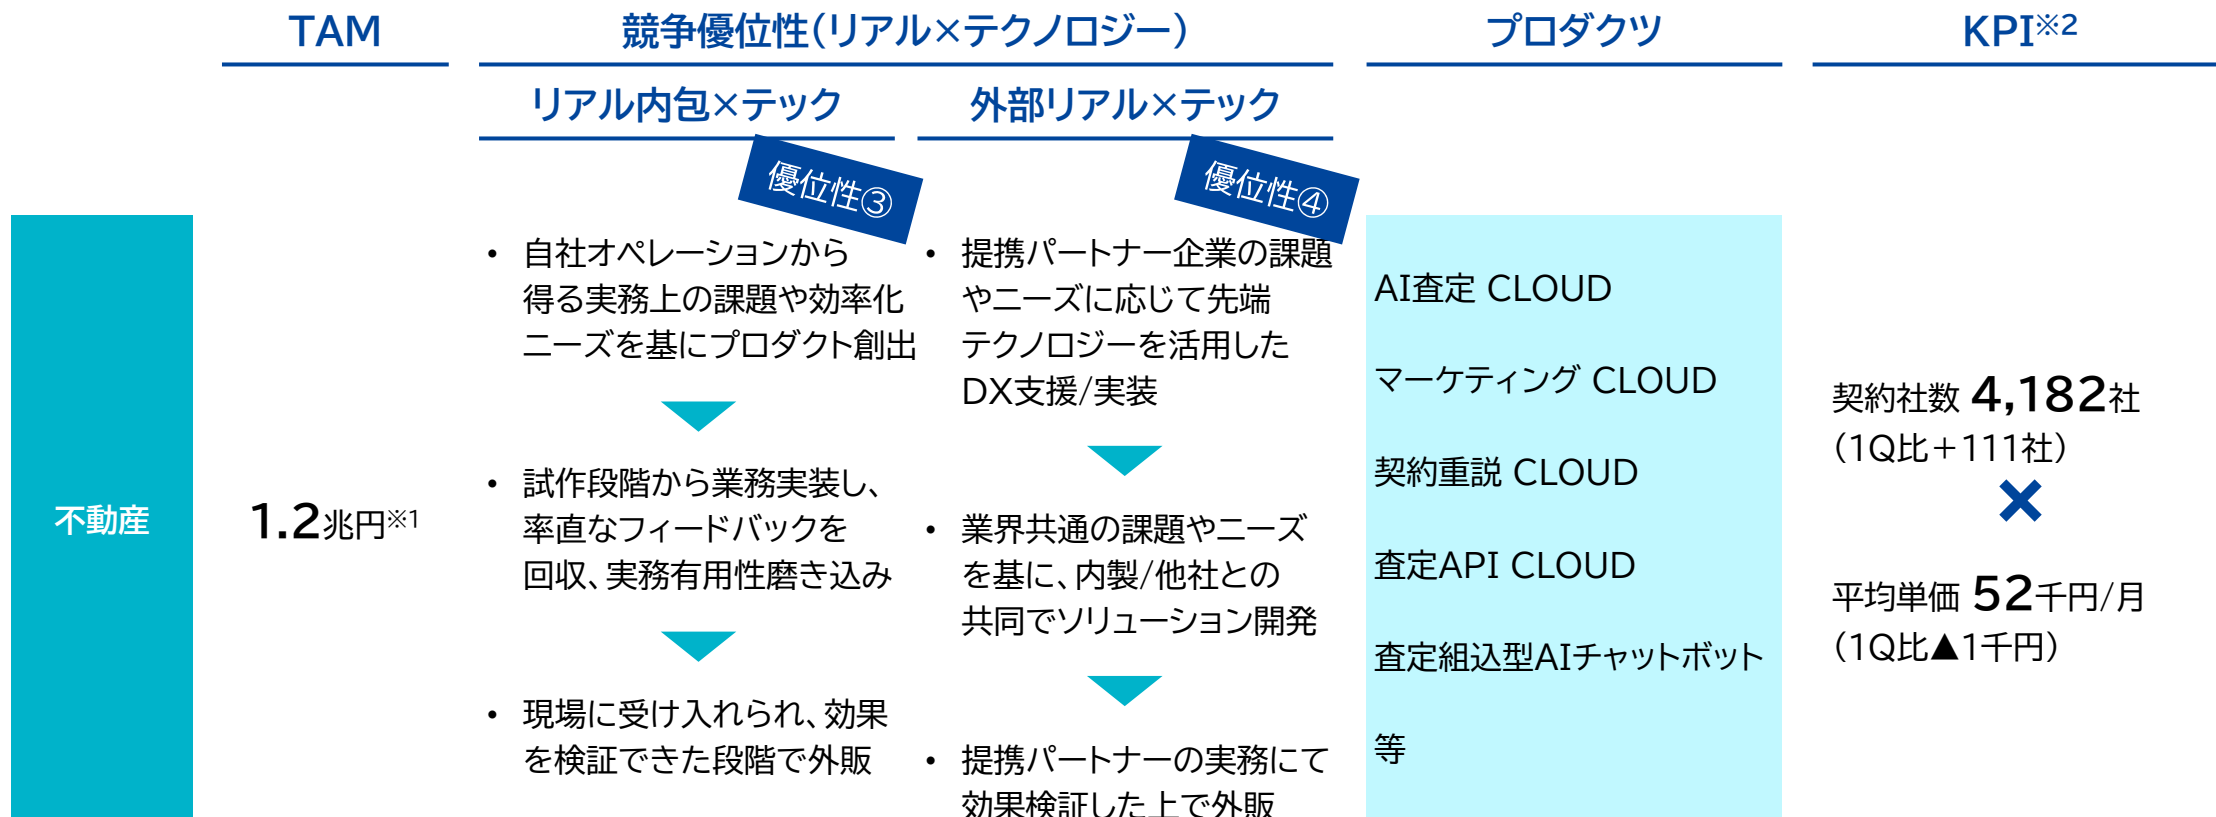 TAM
競争優位性(リアル×テクノロジー)
プロダクツ
KPI※2
リアル内包×テック
外部リアル×テック
優位性③
優位性④
不動産
1.2兆円※1
• 自社オペレーションから
得る実務上の課題や効率化
ニーズを基にプロダクト創出
• 試作段階から業務実装し、
率直なフィードバックを
回収、実務有用性磨き込み
• 現場に受け入れられ、効果
を検証できた段階で外販
• 提携パートナー企業の課題
やニーズに応じて先端
テクノロジーを活用した
DX支援/実装
• 業界共通の課題やニーズ
を基に、内製/他社との
共同でソリューション開発
• 提携パートナーの実務にて
効果検証した上で外販
AI査定 CLOUD
マーケティング CLOUD
契約重説 CLOUD
査定API CLOUD
査定組込型AIチャットボット
等
契約社数 4,182社
(1Q比+111社)
×
平均単価 52千円/月
(1Q比▲1千円)